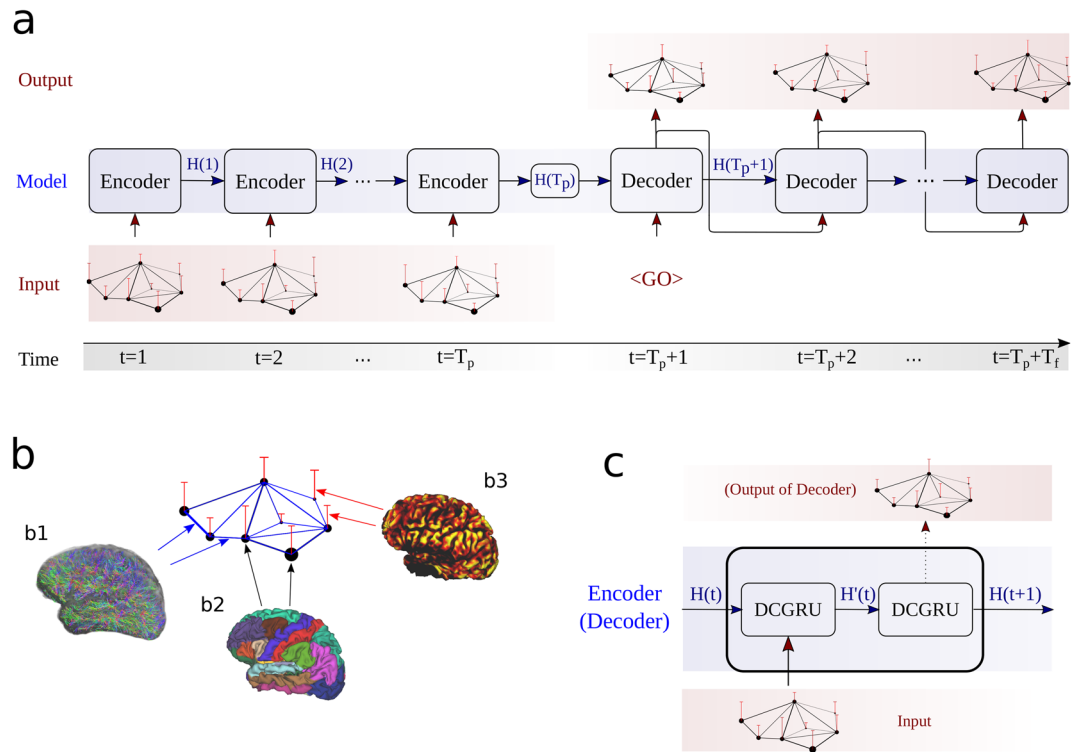 a
Output
Model
Encoder
H(1)
Encoder
H(2)
...
Encoder
H(Tₚ)
Decoder
H(Tₚ+1)
Decoder
...
Decoder
Input
<GO>
Time
t=1
t=2
...
t=Tₚ
t=Tₚ+1
t=Tₚ+2
...
t=Tₚ+T_f
b
b1
b2
b3
c
(Output of Decoder)
Encoder
(Decoder)
H(t)
DCGRU
H'(t)
DCGRU
H(t+1)
Input